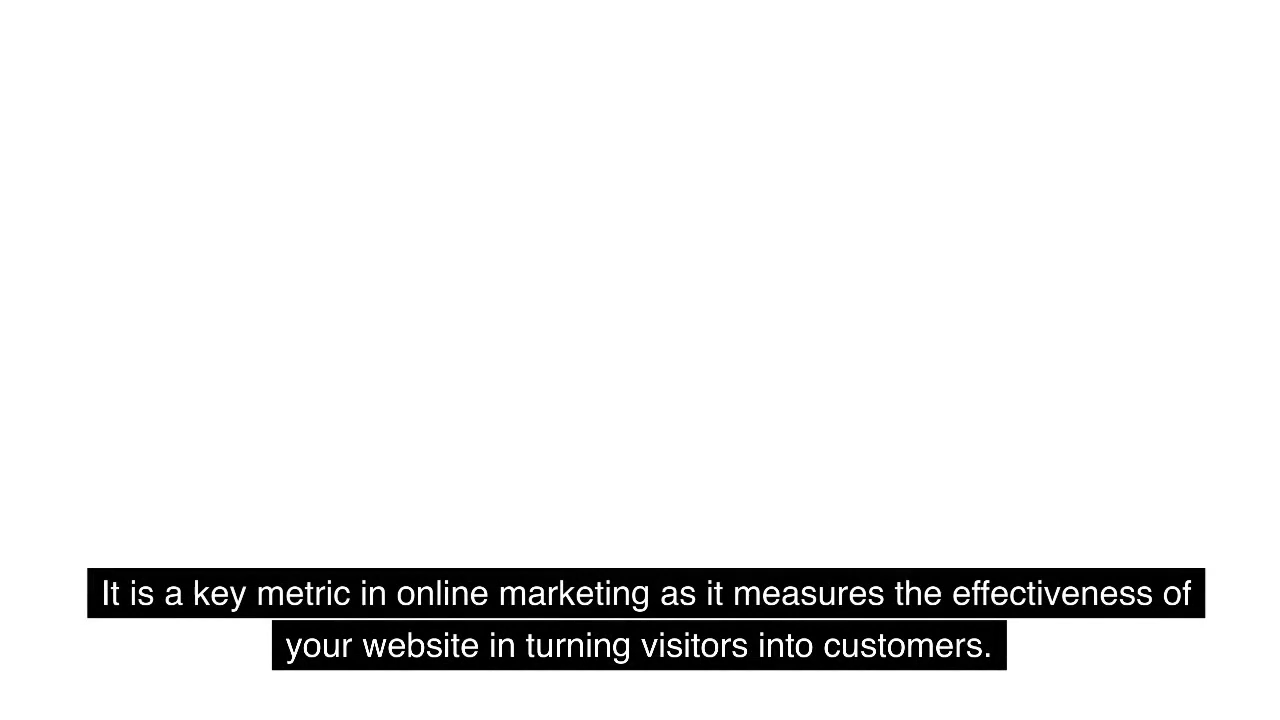 It is a key metric in online marketing as it measures the effectiveness of
your website in turning visitors into customers.